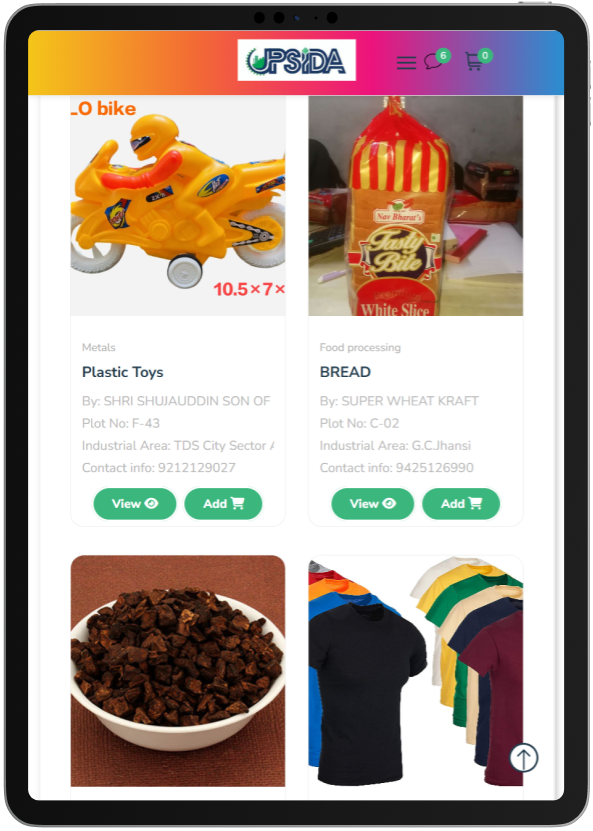 UPSIDA
6
0
LO bike
10.5×7×
Nav Bharat's
Tasty
Bite
White Slice
Metals
Plastic Toys
By: SHRI SHUJAUDDIN SON OF
Plot No: F-43
Industrial Area: TDS City Sector A
Contact info: 9212129027
View
Add
Food processing
BREAD
By: SUPER WHEAT KRAFT
Plot No: C-02
Industrial Area: G.C.Jhansi
Contact info: 9425126990
View
Add